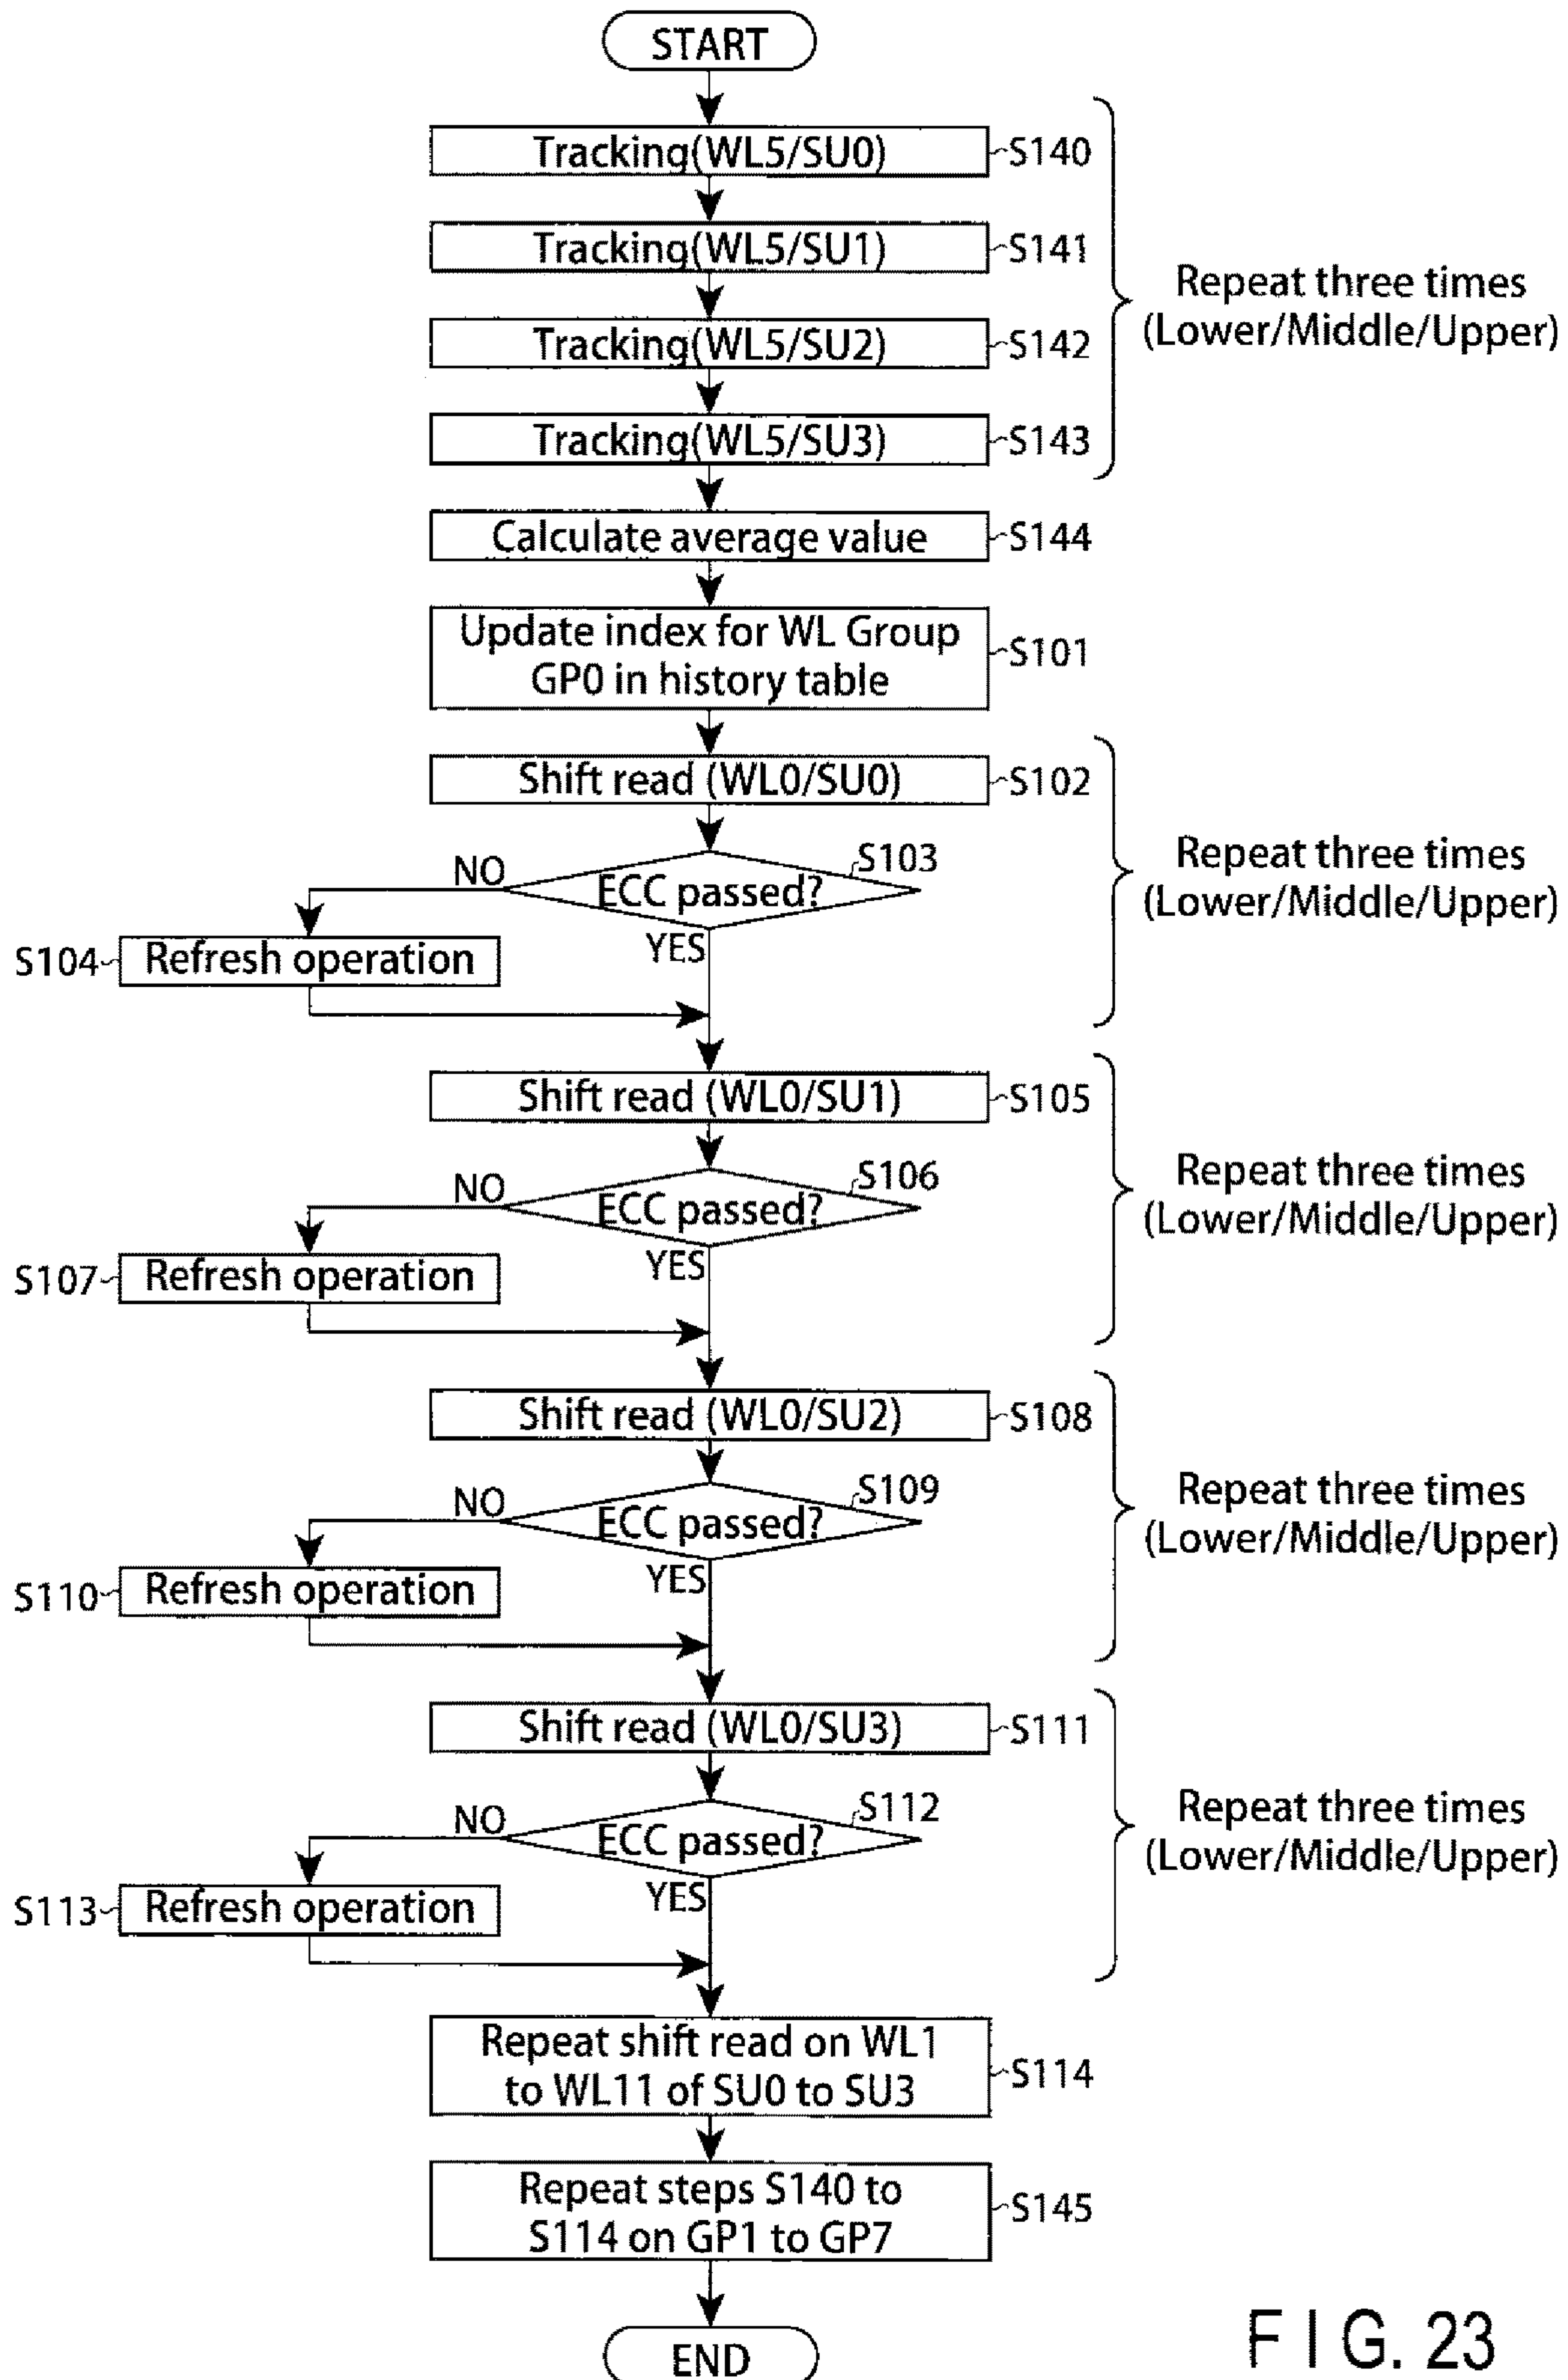 START
Tracking(WL5/SU0)
S140
Tracking(WL5/SU1)
S141
Repeat three times
(Lower/Middle/Upper)
Tracking(WL5/SU2)
S142
Tracking(WL5/SU3)
S143
Calculate average value
S144
Update index for WL Group
GP0 in history table
S101
Shift read (WL0/SU0)
S102
S103
NO
ECC passed?
Repeat three times
(Lower/Middle/Upper)
YES
S104
Refresh operation
Shift read (WL0/SU1)
S105
S106
NO
ECC passed?
Repeat three times
(Lower/Middle/Upper)
YES
S107
Refresh operation
Shift read (WL0/SU2)
S108
S109
NO
ECC passed?
Repeat three times
(Lower/Middle/Upper)
YES
S110
Refresh operation
Shift read (WL0/SU3)
S111
S112
NO
ECC passed?
Repeat three times
(Lower/Middle/Upper)
YES
S113
Refresh operation
Repeat shift read on WL1
to WL11 of SU0 to SU3
S114
Repeat steps S140 to
S114 on GP1 to GP7
S145
END
FIG. 23